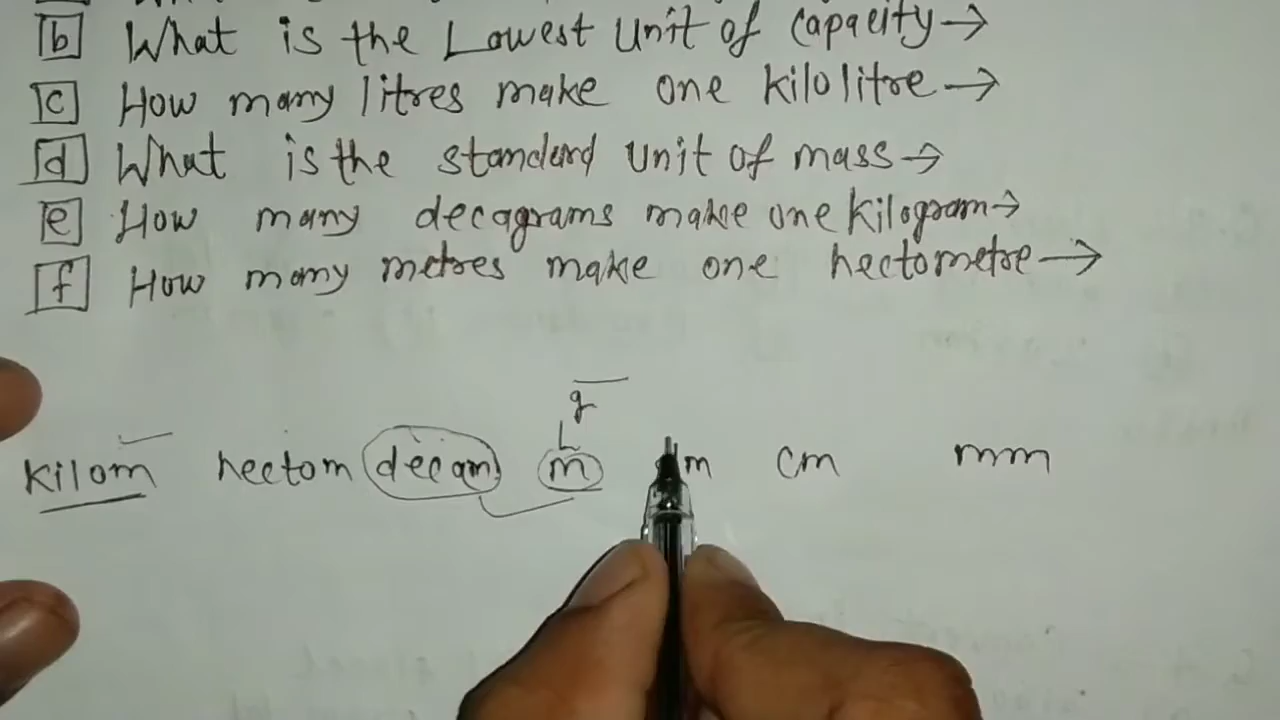 b What is the Lowest Unit of capacity →
c How many litres make one kilolitre →
d What is the standard Unit of mass →
e How many decagrams make one kilogram →
f How many metres make one hectometre →
g
L
kilom hectom decam m m cm mm